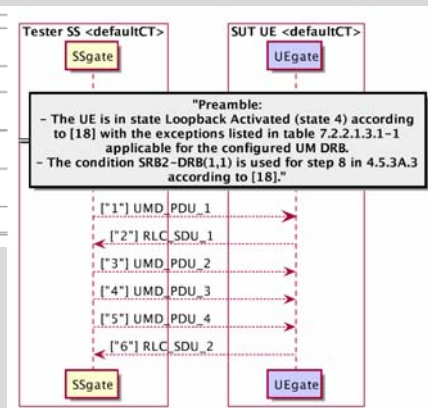 Tester SS <defaultCT>
SUT UE <defaultCT>
SSgate
UEgate
"Preamble:
- The UE is in state Loopback Activated (state 4) according
to [18] with the exceptions listed in table 7.2.2.1.3.1-1
applicable for the configured UM DRB.
- The condition SRB2-DRB(1,1) is used for step 8 in 4.5.3A.3
according to [18]."
["1"] UMD_PDU_1
["2"] RLC_SDU_1
["3"] UMD_PDU_2
["4"] UMD_PDU_3
["5"] UMD_PDU_4
["6"] RLC_SDU_2
SSgate
UEgate